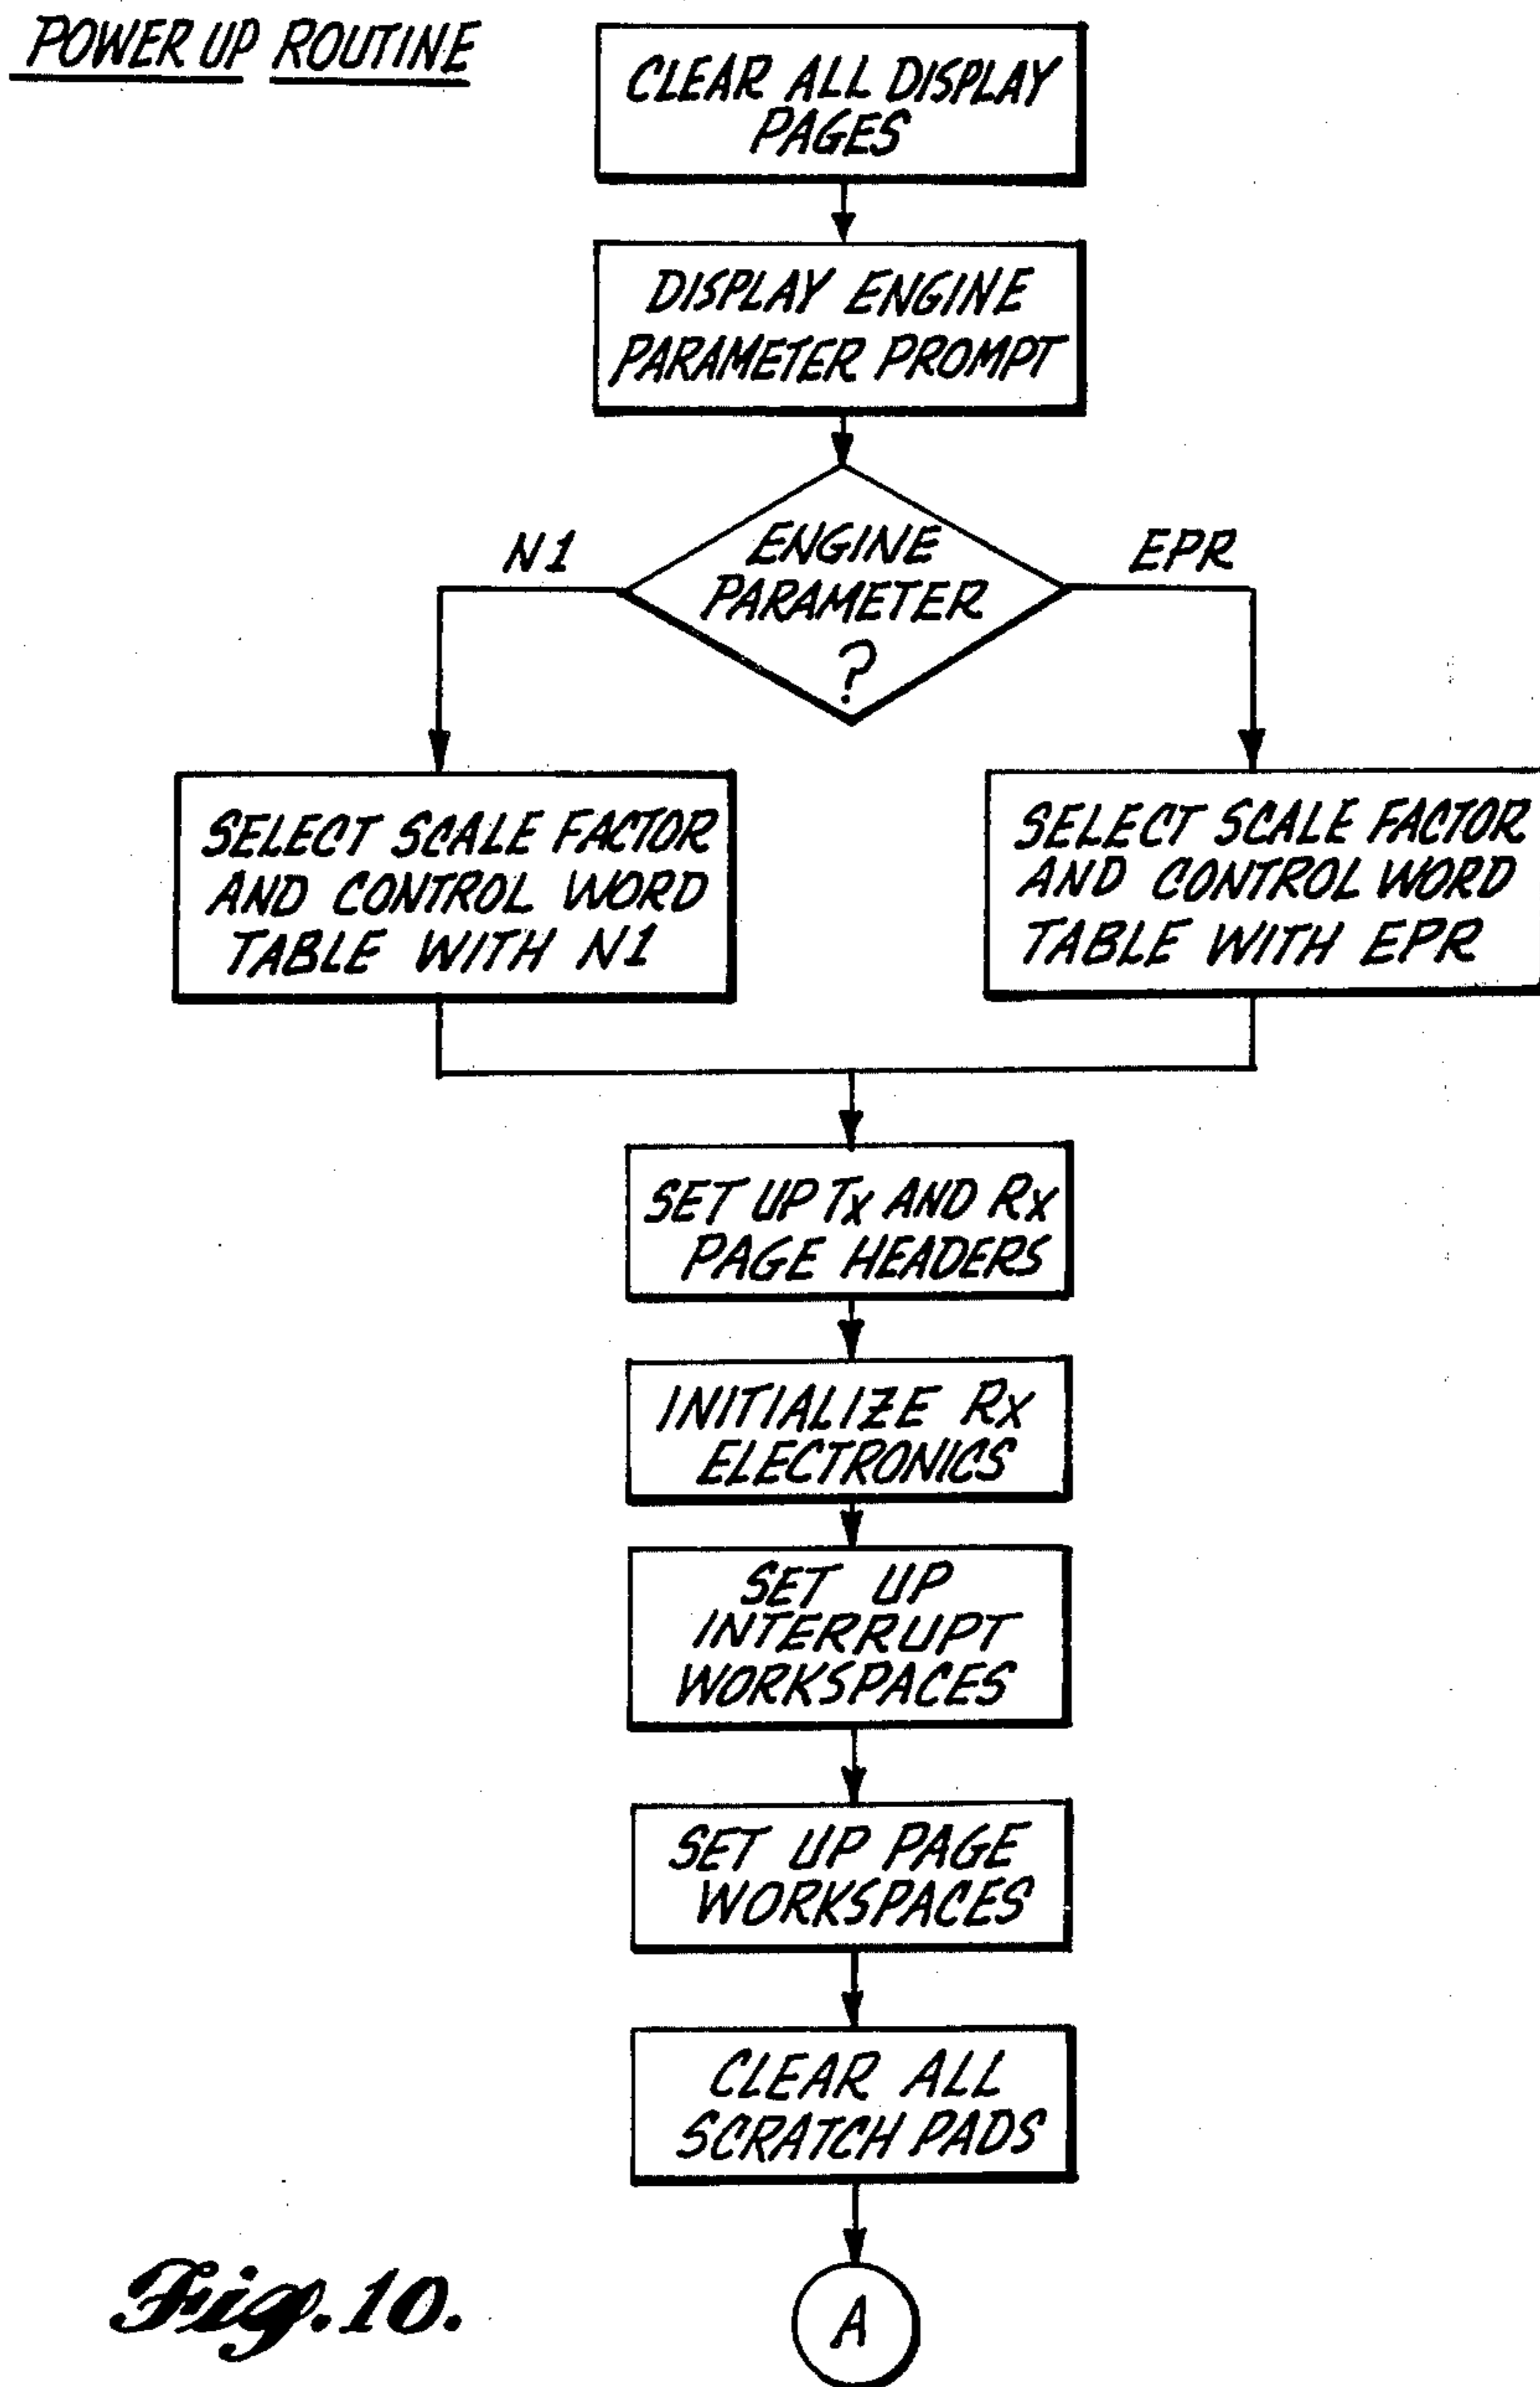 POWER UP ROUTINE
CLEAR ALL DISPLAY
PAGES
DISPLAY ENGINE
PARAMETER PROMPT
ENGINE
PARAMETER
?
N1
EPR
SELECT SCALE FACTOR
AND CONTROL WORD
TABLE WITH N1
SELECT SCALE FACTOR
AND CONTROL WORD
TABLE WITH EPR
SET UP Tx AND Rx
PAGE HEADERS
INITIALIZE Rx
ELECTRONICS
SET UP
INTERRUPT
WORKSPACES
SET UP PAGE
WORKSPACES
CLEAR ALL
SCRATCH PADS
A
Fig. 10.